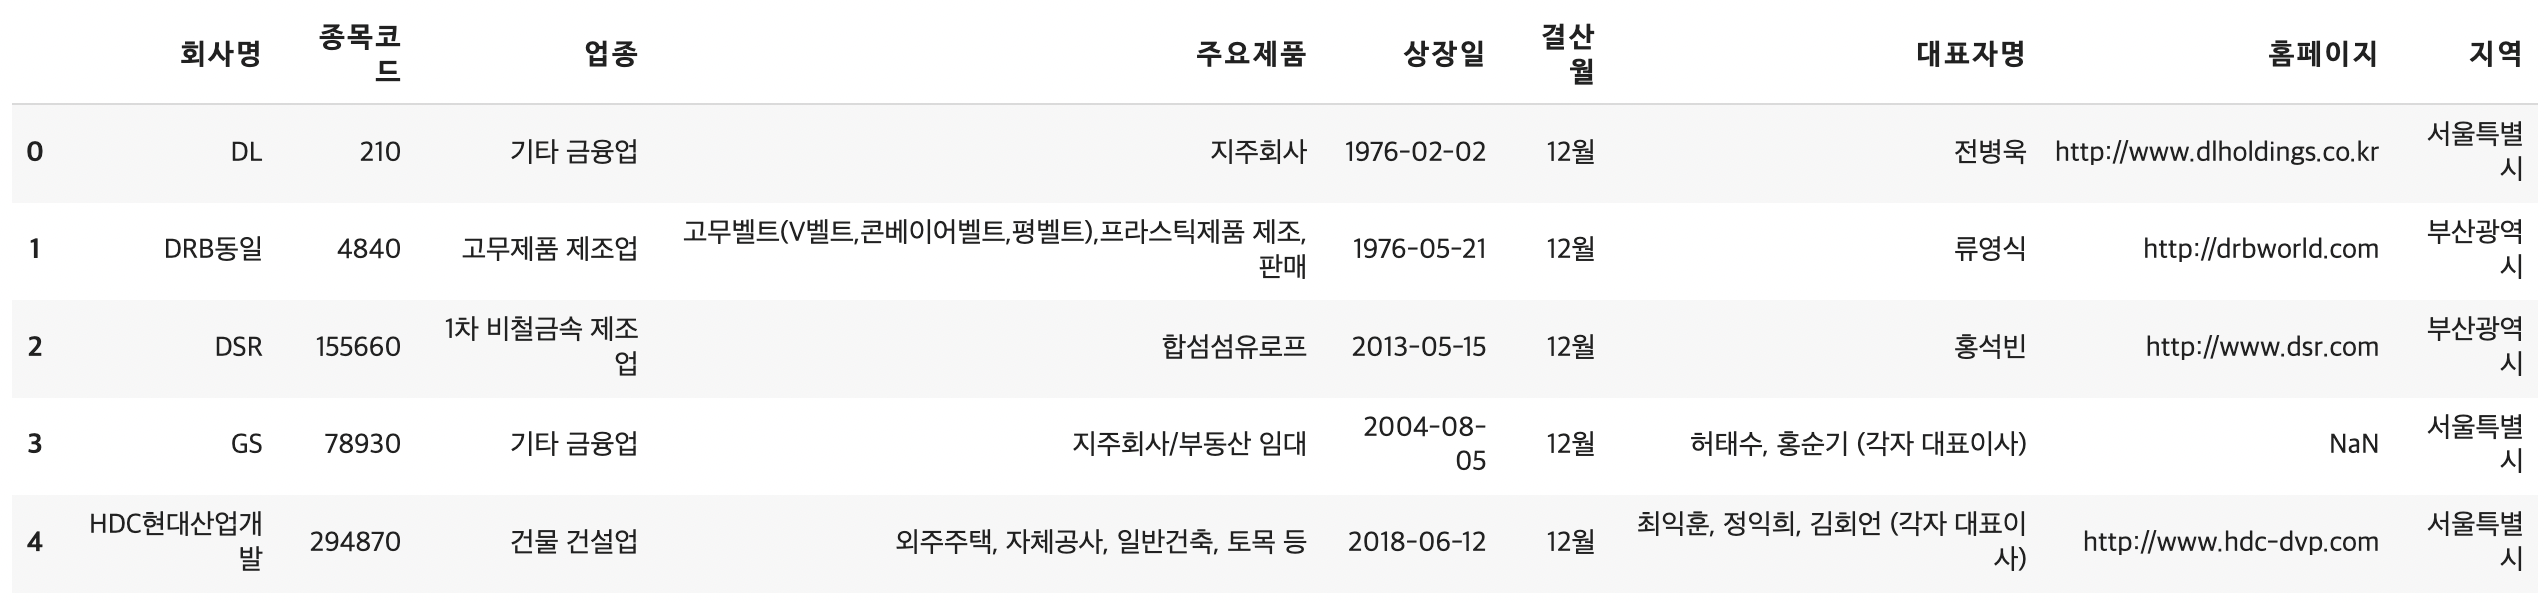 회사명 종목코드 업종 주요제품 상장일 결산월 대표자명 홈페이지 지역
0 DL 210 기타 금융업 지주회사 1976-02-02 12월 전병욱 http://www.dlholdings.co.kr 서울특별시
1 DRB동일 4840 고무제품 제조업 고무벨트(V벨트,콘베이어벨트,평벨트),프라스틱제품 제조,판매 1976-05-21 12월 류영식 http://drbworld.com 부산광역시
2 DSR 155660 1차 비철금속 제조업 합섬섬유로프 2013-05-15 12월 홍석빈 http://www.dsr.com 부산광역시
3 GS 78930 기타 금융업 지주회사/부동산 임대 2004-08-05 12월 허태수, 홍순기 (각자 대표이사) NaN 서울특별시
4 HDC현대산업개발 294870 건물 건설업 외주주택, 자체공사, 일반건축, 토목 등 2018-06-12 12월 최익훈, 정익희, 김회언 (각자 대표이사) http://www.hdc-dvp.com 서울특별시